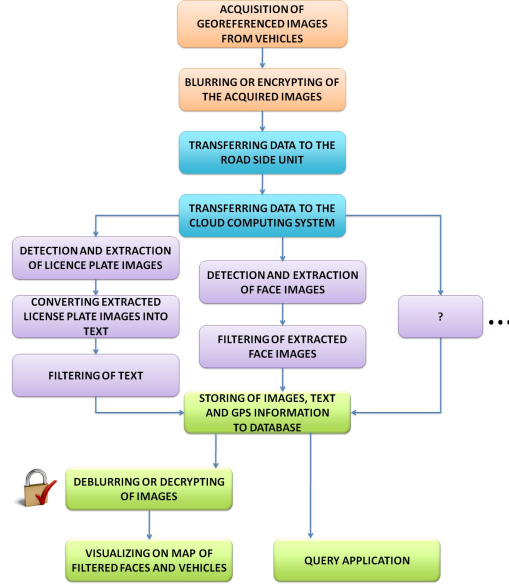 ACQUISITION OF
GEOREFERENCED IMAGES
FROM VEHICLES
BLURRING OR ENCRYPTING OF
THE ACQUIRED IMAGES
TRANSFERRING DATA TO THE
ROAD SIDE UNIT
TRANSFERRING DATA TO THE
CLOUD COMPUTING SYSTEM
DETECTION AND EXTRACTION
OF LICENCE PLATE IMAGES
CONVERTING EXTRACTED
LICENSE PLATE IMAGES INTO
TEXT
FILTERING OF TEXT
DETECTION AND EXTRACTION
OF FACE IMAGES
FILTERING OF EXTRACTED
FACE IMAGES
?
...
STORING OF IMAGES, TEXT
AND GPS INFORMATION
TO DATABASE
DEBLURRING OR DECRYPTING
OF IMAGES
VISUALIZING ON MAP OF
FILTERED FACES AND VEHICLES
QUERY APPLICATION